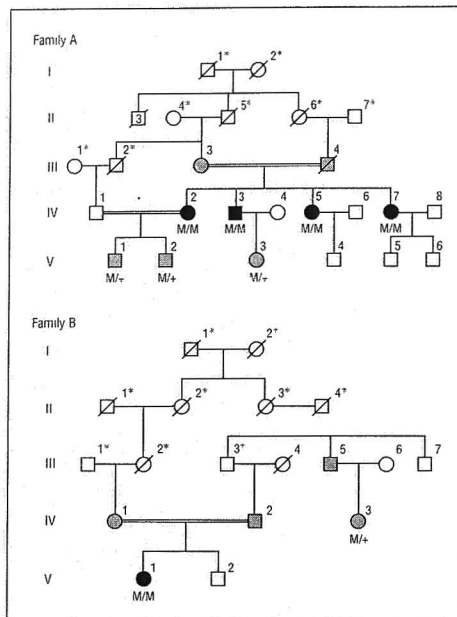 Family A
I
1* 2*
II
3 4* 5* 6* 7*
III
1* 2* 3 4
IV
1 2 3 4 5 6 7 8
M/M M/M M/M M/M
V
1 2 3 4 5 6
M/+ M/+ M/+
Family B
I
1* 2†
II
1* 2* 3* 4†
III
1* 2* 3† 4 5 6 7
IV
1 2 3
M/+
V
1 2
M/M